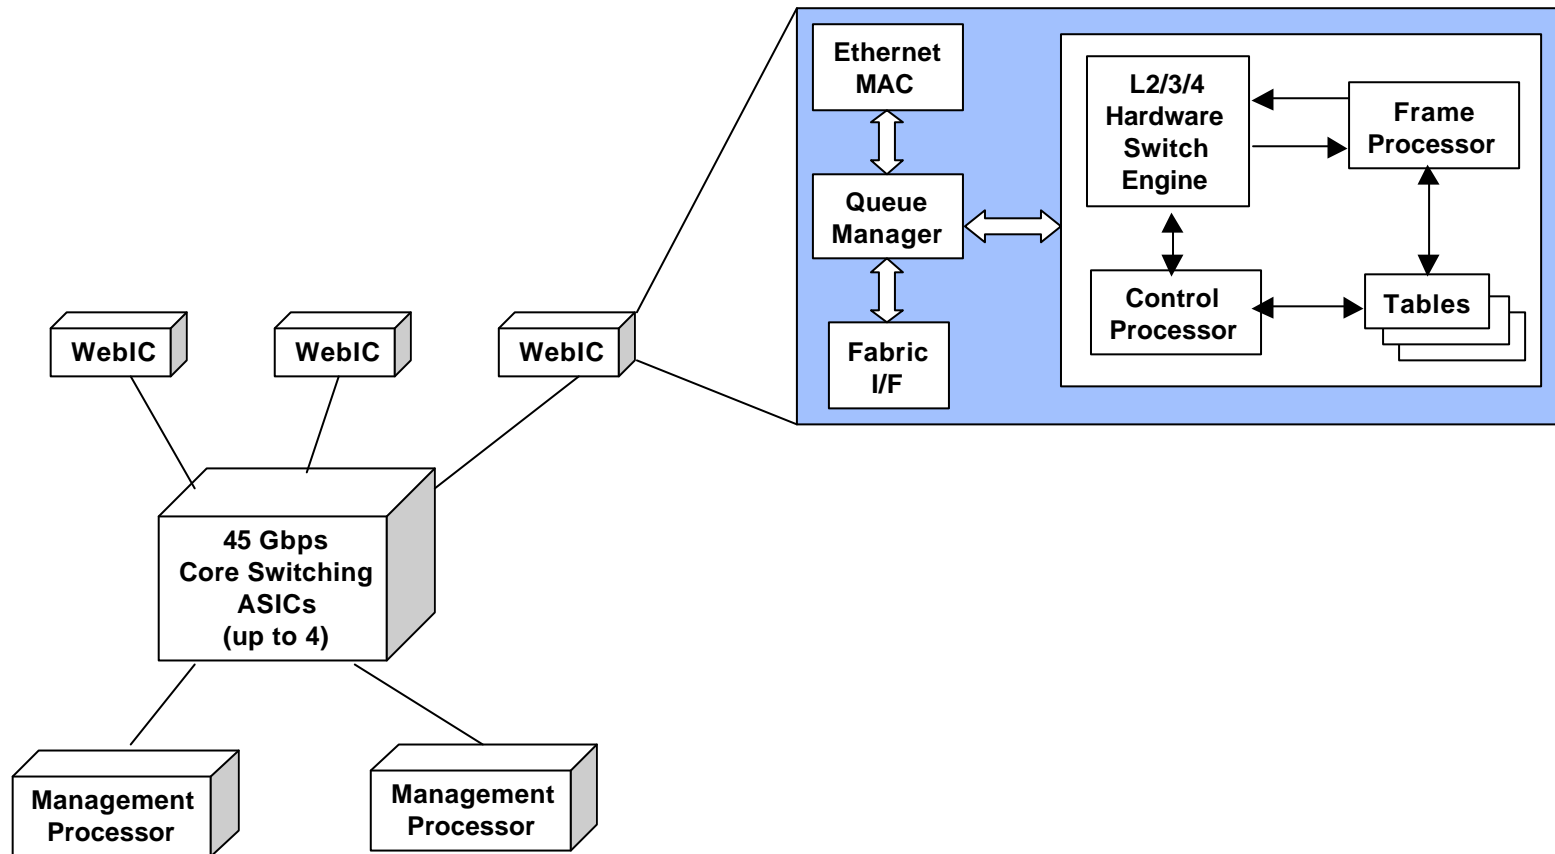 Ethernet
MAC
L2/3/4
Hardware
Switch
Engine
Frame
Processor
Queue
Manager
Control
Processor
Tables
Fabric
I/F
WebIC
WebIC
WebIC
45 Gbps
Core Switching
ASICs
(up to 4)
Management
Processor
Management
Processor